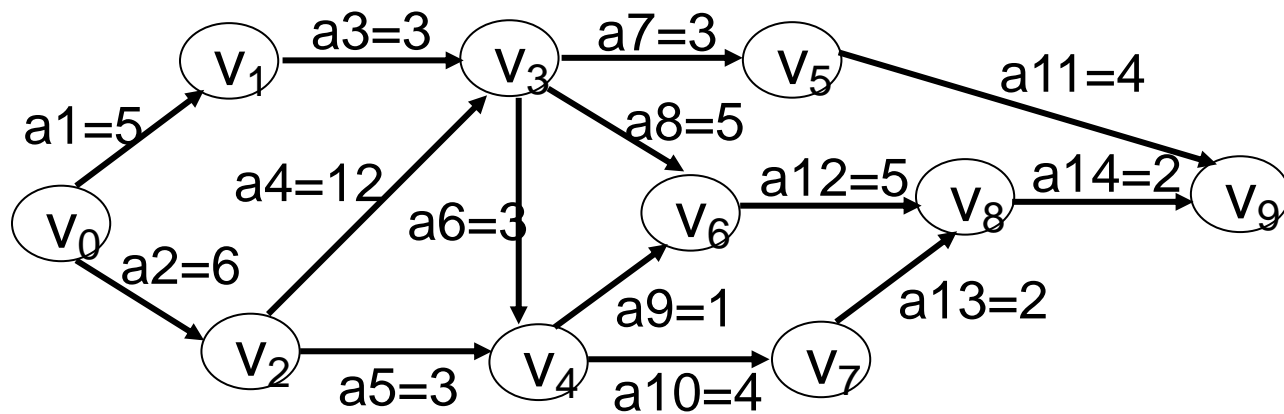 a3=3
a7=3
v1
v3
v5
a11=4
a1=5
a8=5
a4=12
a12=5
a14=2
v0
a6=3
v6
v8
v9
a2=6
a9=1
a13=2
v2
v4
v7
a5=3
a10=4